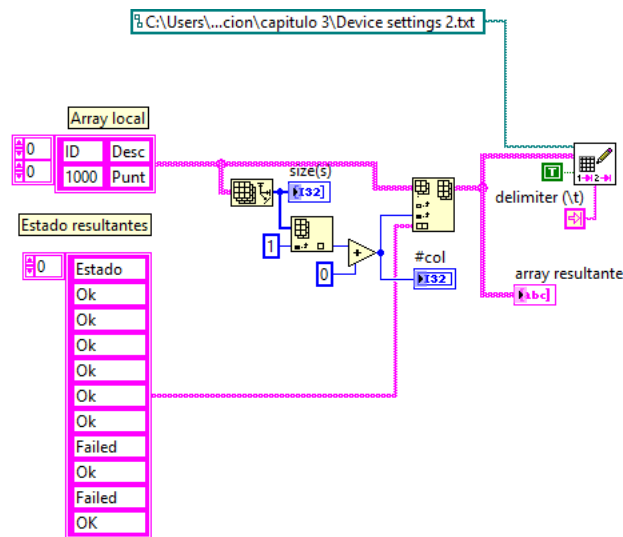 C:\Users\...cion\capitulo 3\Device settings 2.txt
Array local
0
0
ID Desc
1000 Punt
size(s)
I32
T
1 2
delimiter (\t)
Estado resultantes
0
Estado
Ok
Ok
Ok
Ok
Ok
Ok
Failed
Ok
Failed
OK
1
+
0
#col
I32
array resultante
abc